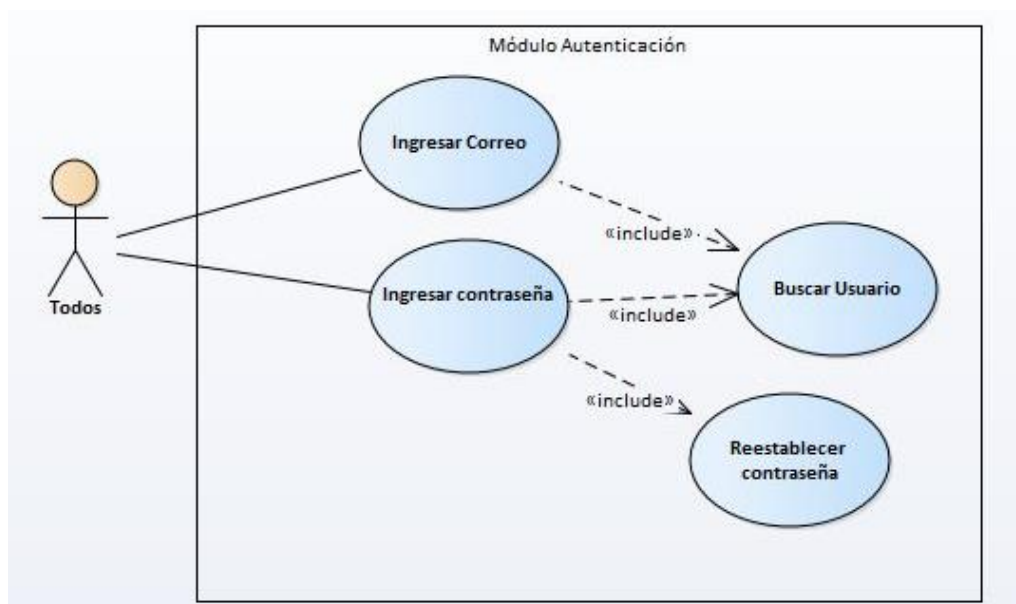 Módulo Autenticación
Ingresar Correo
«include»
Ingresar contraseña
Buscar Usuario
«include»
Todos
«include»
Reestablecer
contraseña